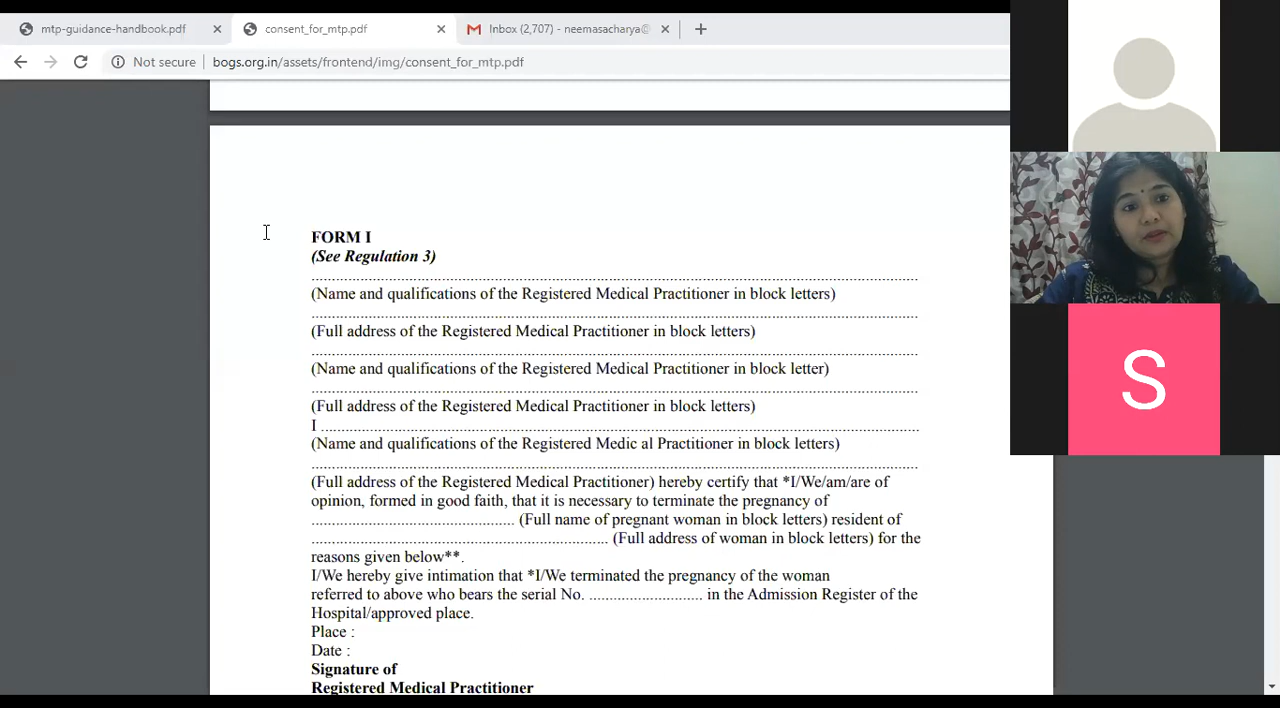 mtp-guidance-handbook.pdf
consent_for_mtp.pdf
Inbox (2,707) - neemasacharya@
Not secure
bogs.org.in/assets/frontend/img/consent_for_mtp.pdf
FORM I
(See Regulation 3)
..........................................................................................................................................................
(Name and qualifications of the Registered Medical Practitioner in block letters)
..........................................................................................................................................................
(Full address of the Registered Medical Practitioner in block letters)
..........................................................................................................................................................
(Name and qualifications of the Registered Medical Practitioner in block letter)
..........................................................................................................................................................
(Full address of the Registered Medical Practitioner in block letters)
I .......................................................................................................................................................
(Name and qualifications of the Registered Medic al Practitioner in block letters)
..........................................................................................................................................................
(Full address of the Registered Medical Practitioner) hereby certify that *I/We/am/are of
opinion, formed in good faith, that it is necessary to terminate the pregnancy of
.................................................. (Full name of pregnant woman in block letters) resident of
......................................................................... (Full address of woman in block letters) for the
reasons given below**.
I/We hereby give intimation that *I/We terminated the pregnancy of the woman
referred to above who bears the serial No. ............................ in the Admission Register of the
Hospital/approved place.
Place :
Date :
Signature of
Registered Medical Practitioner
S